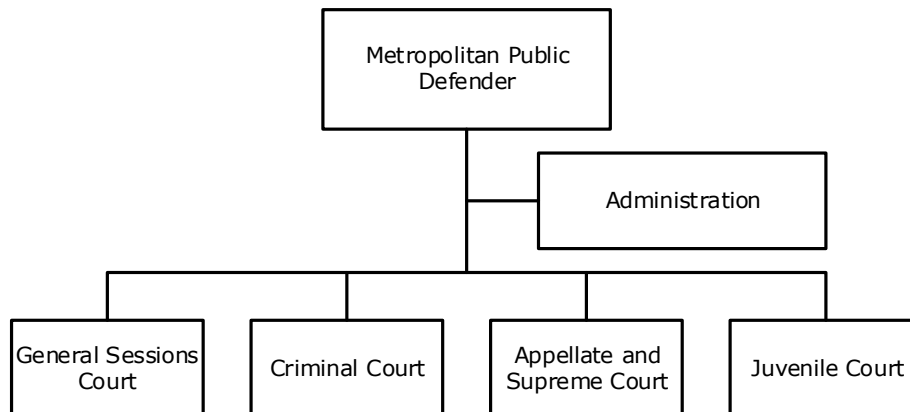 Metropolitan Public
Defender
Administration
General Sessions
Court
Criminal Court
Appellate and
Supreme Court
Juvenile Court